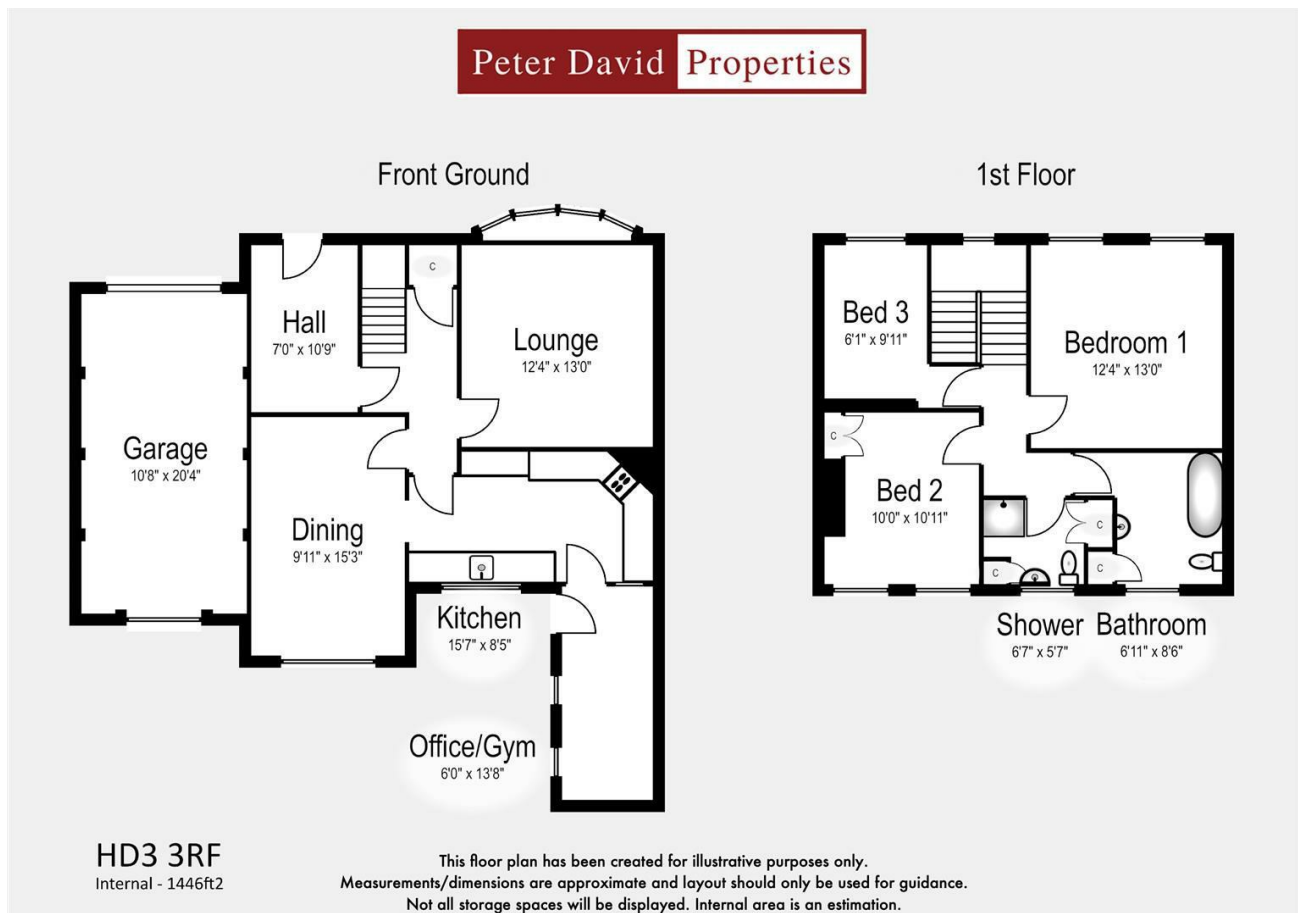 Peter David Properties
Front Ground
1st Floor
C
Hall
7'0" x 10'9"
Lounge
12'4" x 13'0"
Bed 3
6'1" x 9'11"
Bedroom 1
12'4" x 13'0"
Garage
10'8" x 20'4"
C
Bed 2
10'0" x 10'11"
Dining
9'11" x 15'3"
C
C
C
Kitchen
15'7" x 8'5"
Shower
6'7" x 5'7"
Bathroom
6'11" x 8'6"
Office/Gym
6'0" x 13'8"
HD3 3RF
Internal - 1446ft2
This floor plan has been created for illustrative purposes only.
Measurements/dimensions are approximate and layout should only be used for guidance.
Not all storage spaces will be displayed. Internal area is an estimation.